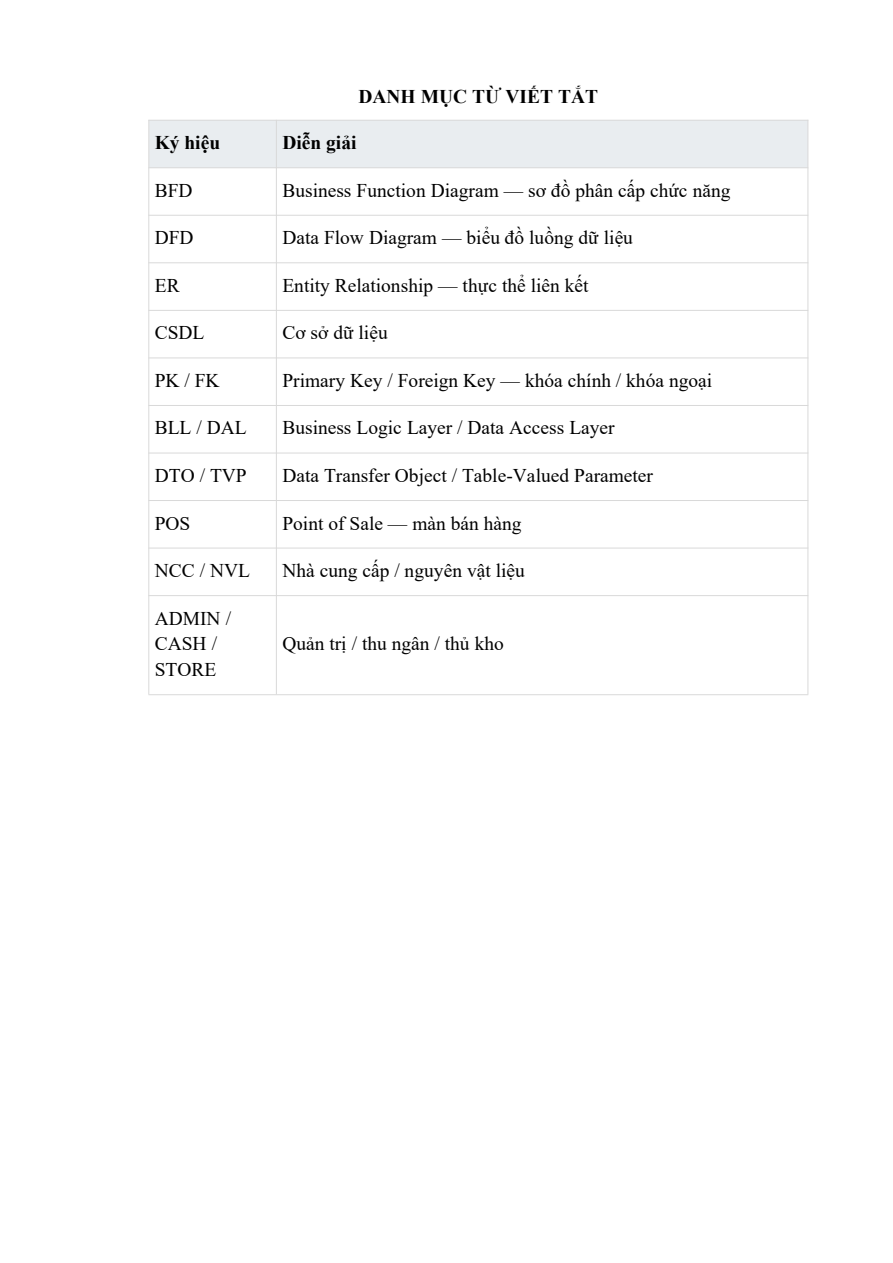 DANH MỤC TỪ VIẾT TẮT
Ký hiệu Diễn giải
BFD Business Function Diagram — sơ đồ phân cấp chức năng
DFD Data Flow Diagram — biểu đồ luồng dữ liệu
ER Entity Relationship — thực thể liên kết
CSDL Cơ sở dữ liệu
PK / FK Primary Key / Foreign Key — khóa chính / khóa ngoại
BLL / DAL Business Logic Layer / Data Access Layer
DTO / TVP Data Transfer Object / Table-Valued Parameter
POS Point of Sale — màn bán hàng
NCC / NVL Nhà cung cấp / nguyên vật liệu
ADMIN /
CASH / Quản trị / thu ngân / thủ kho
STORE